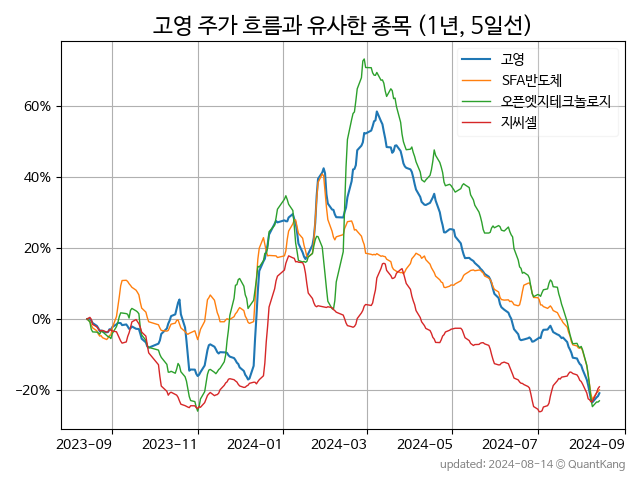 고영 주가 흐름과 유사한 종목 (1년, 5일선)
고영
SFA반도체
오픈엣지테크놀로지
지씨셀
60%
40%
20%
0%
−20%
2023-09 2023-11 2024-01 2024-03 2024-05 2024-07 2024-09
updated: 2024-08-14 © QuantKang